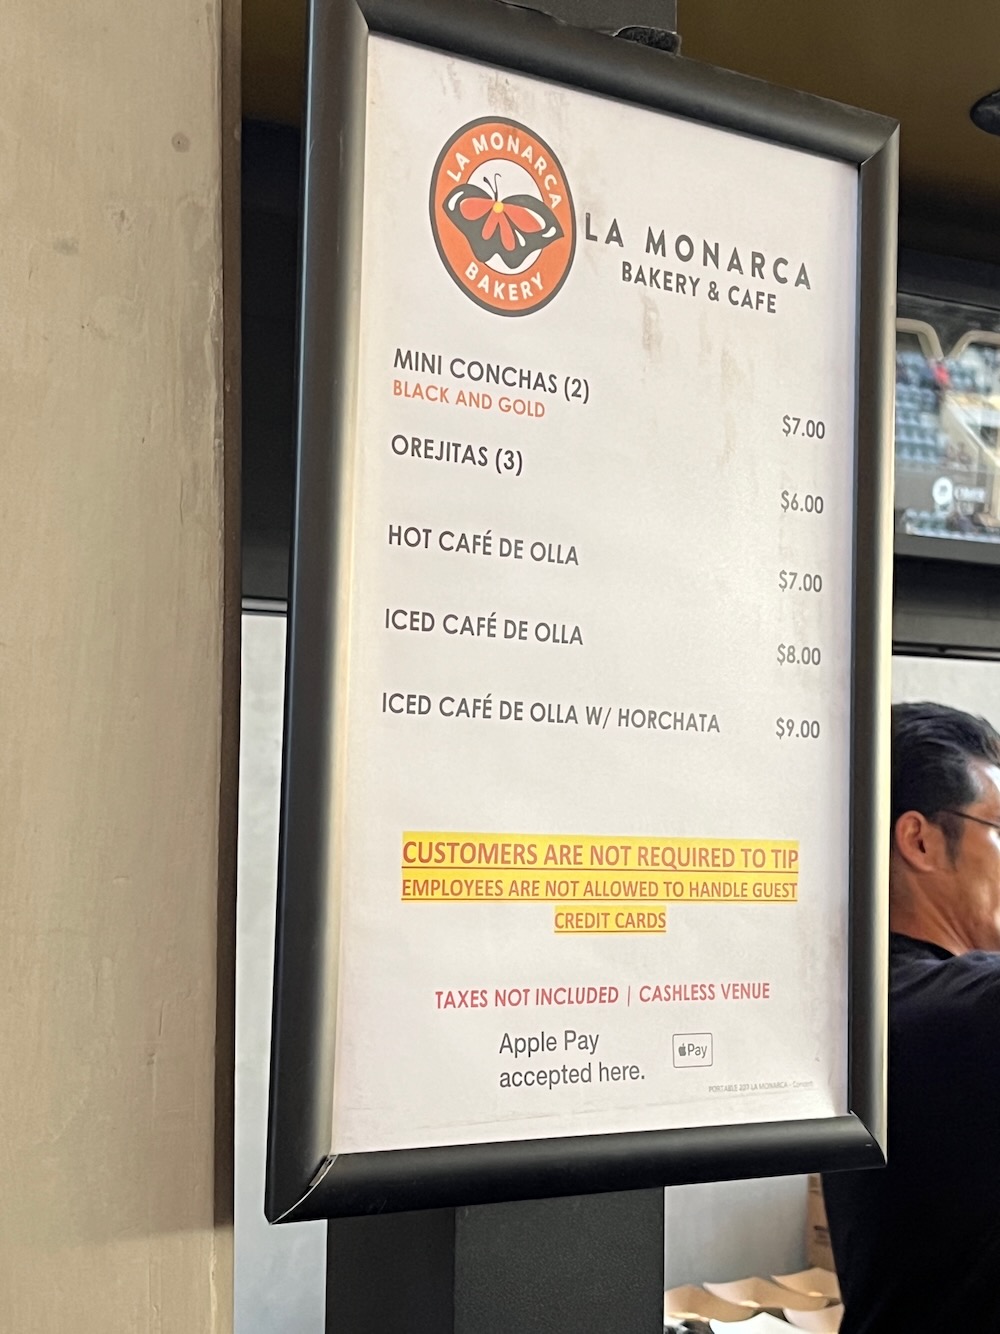 LA MONARCA
BAKERY
LA MONARCA
BAKERY & CAFE
MINI CONCHAS (2)
BLACK AND GOLD
$7.00
OREJITAS (3)
$6.00
HOT CAFÉ DE OLLA
$7.00
ICED CAFÉ DE OLLA
$8.00
ICED CAFÉ DE OLLA W/ HORCHATA $9.00
CUSTOMERS ARE NOT REQUIRED TO TIP
EMPLOYEES ARE NOT ALLOWED TO HANDLE GUEST
CREDIT CARDS
TAXES NOT INCLUDED | CASHLESS VENUE
Apple Pay
accepted here.
Pay
PORTABLE LA MONARCA -